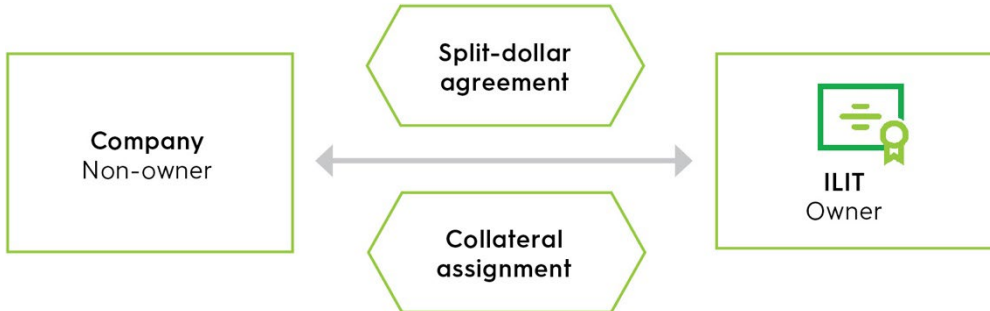 Company
Non-owner
Split-dollar
agreement
Collateral
assignment
ILIT
Owner